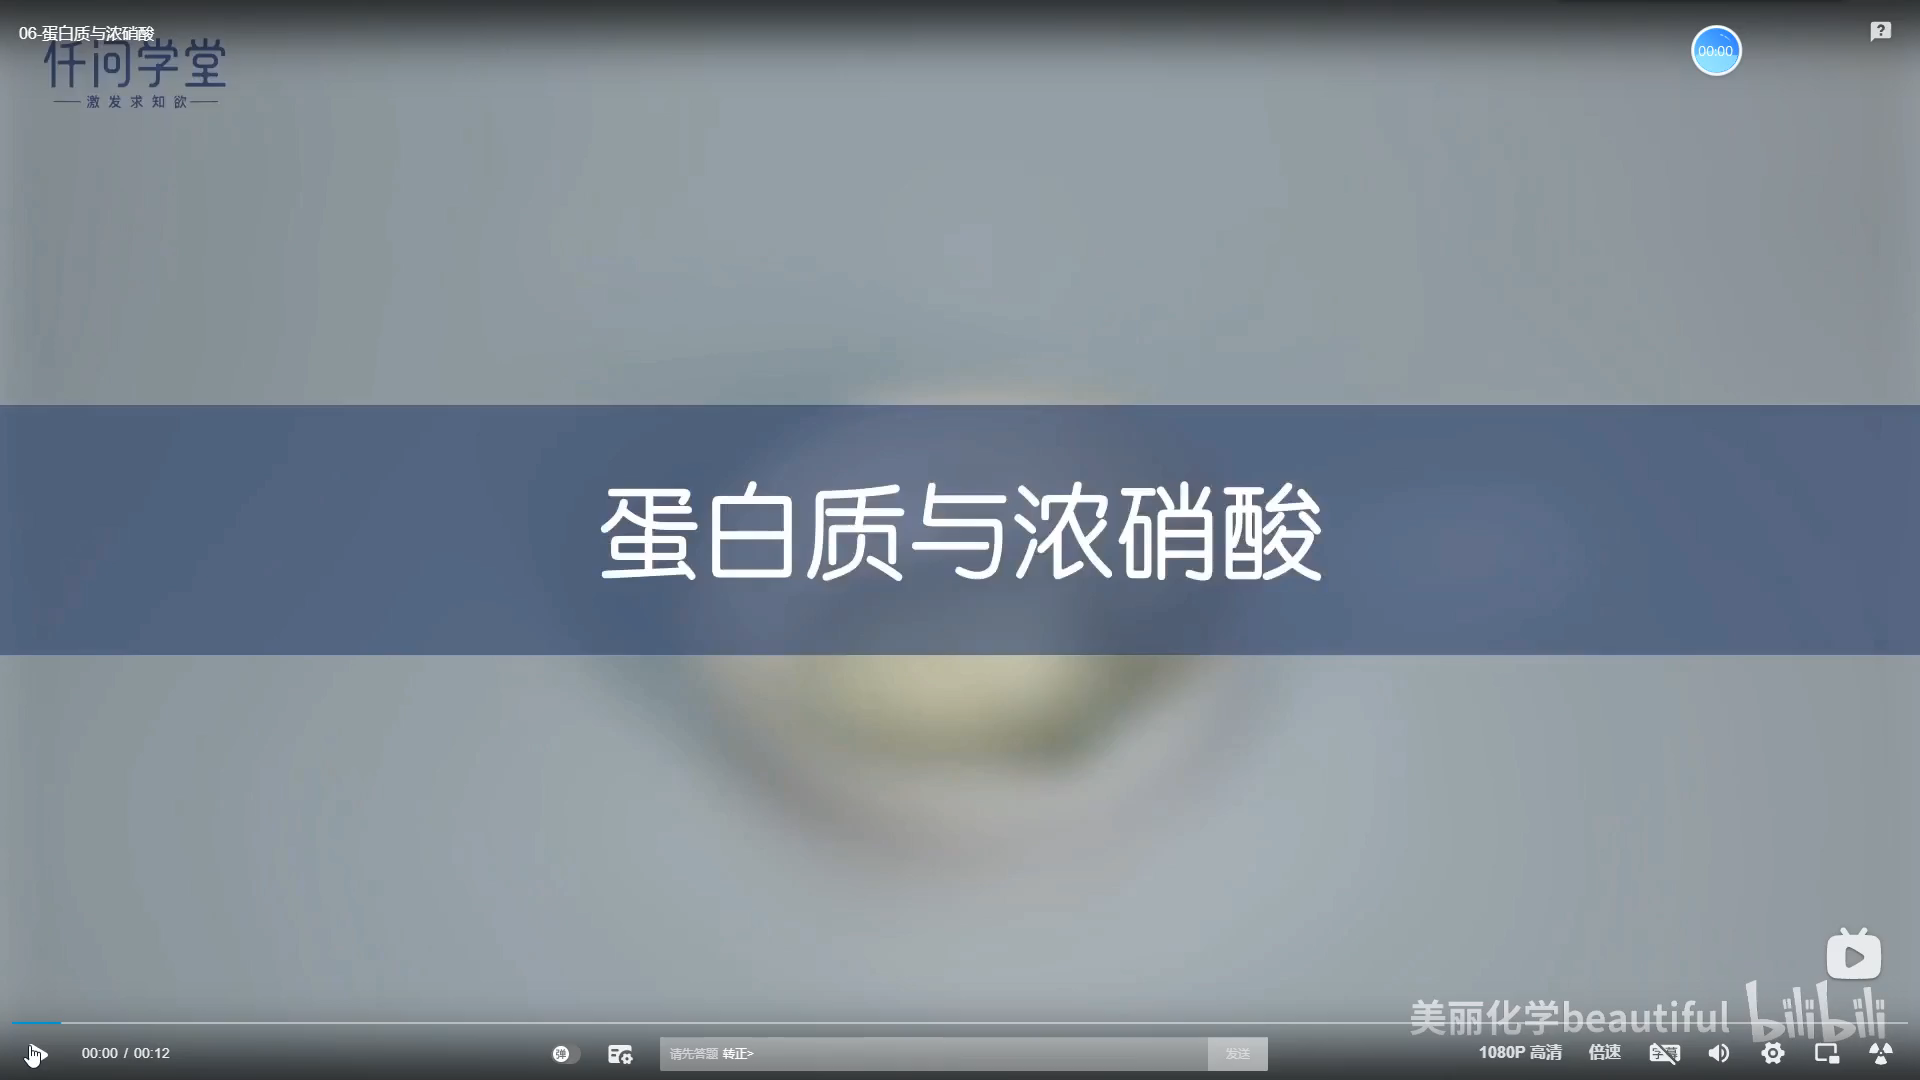 06-蛋白质与浓硝酸
00:00
仟问学堂
激发求知欲
蛋白质与浓硝酸
美丽化学beautiful bilibili
00:00 / 00:12
弹
请先答题 转正>
发送
1080P 高清
倍速
字幕